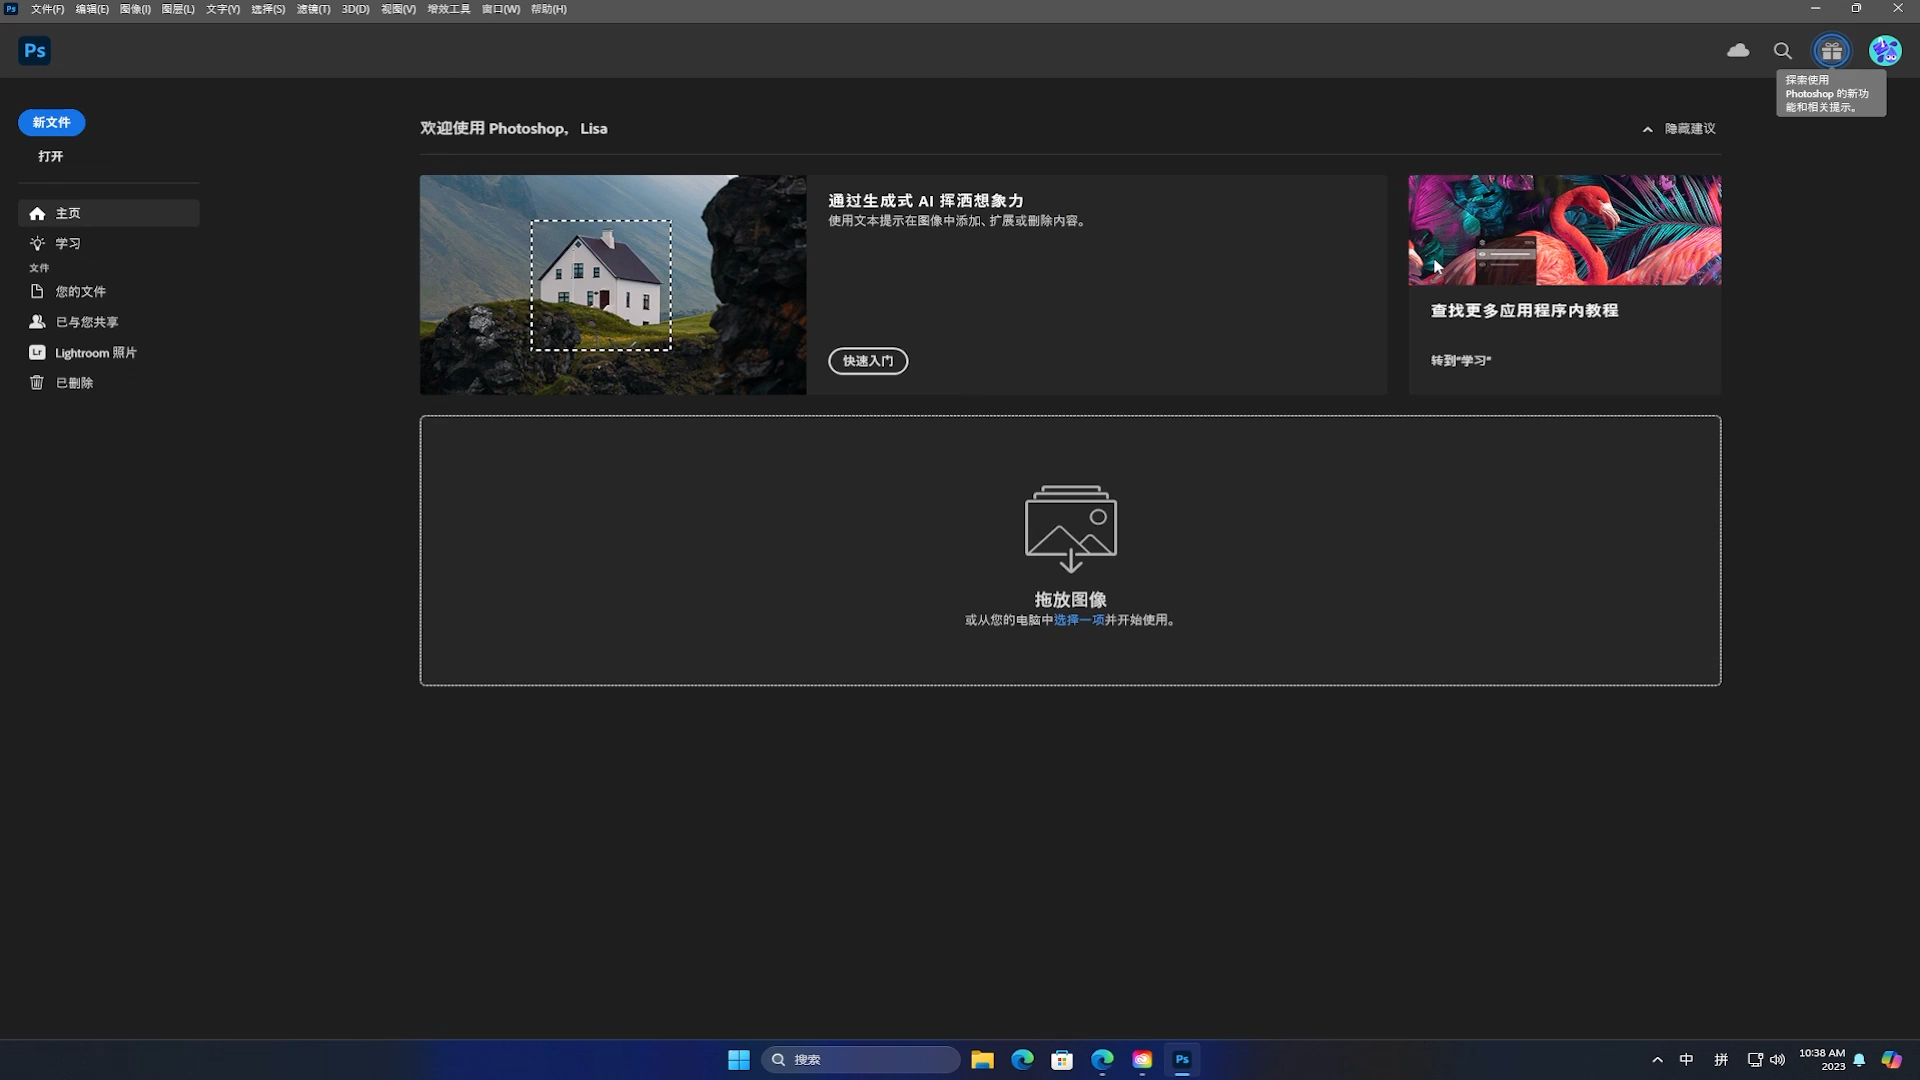 Ps 文件(F) 编辑(E) 图像(I) 图层(L) 文字(Y) 选择(S) 滤镜(T) 3D(D) 视图(V) 增效工具 窗口(W) 帮助(H)
Ps
探索使用
Photoshop 的新功
能和相关提示。
新文件
打开
主页
学习
文件
您的文件
已与您共享
Lr Lightroom 照片
已删除
欢迎使用 Photoshop， Lisa
隐藏建议
通过生成式 AI 挥洒想象力
使用文本提示在图像中添加、扩展或删除内容。
快速入门
查找更多应用程序内教程
转到“学习”
拖放图像
或从您的电脑中选择一项并开始使用。
搜索
Ps
中
拼
10:38 AM
2023